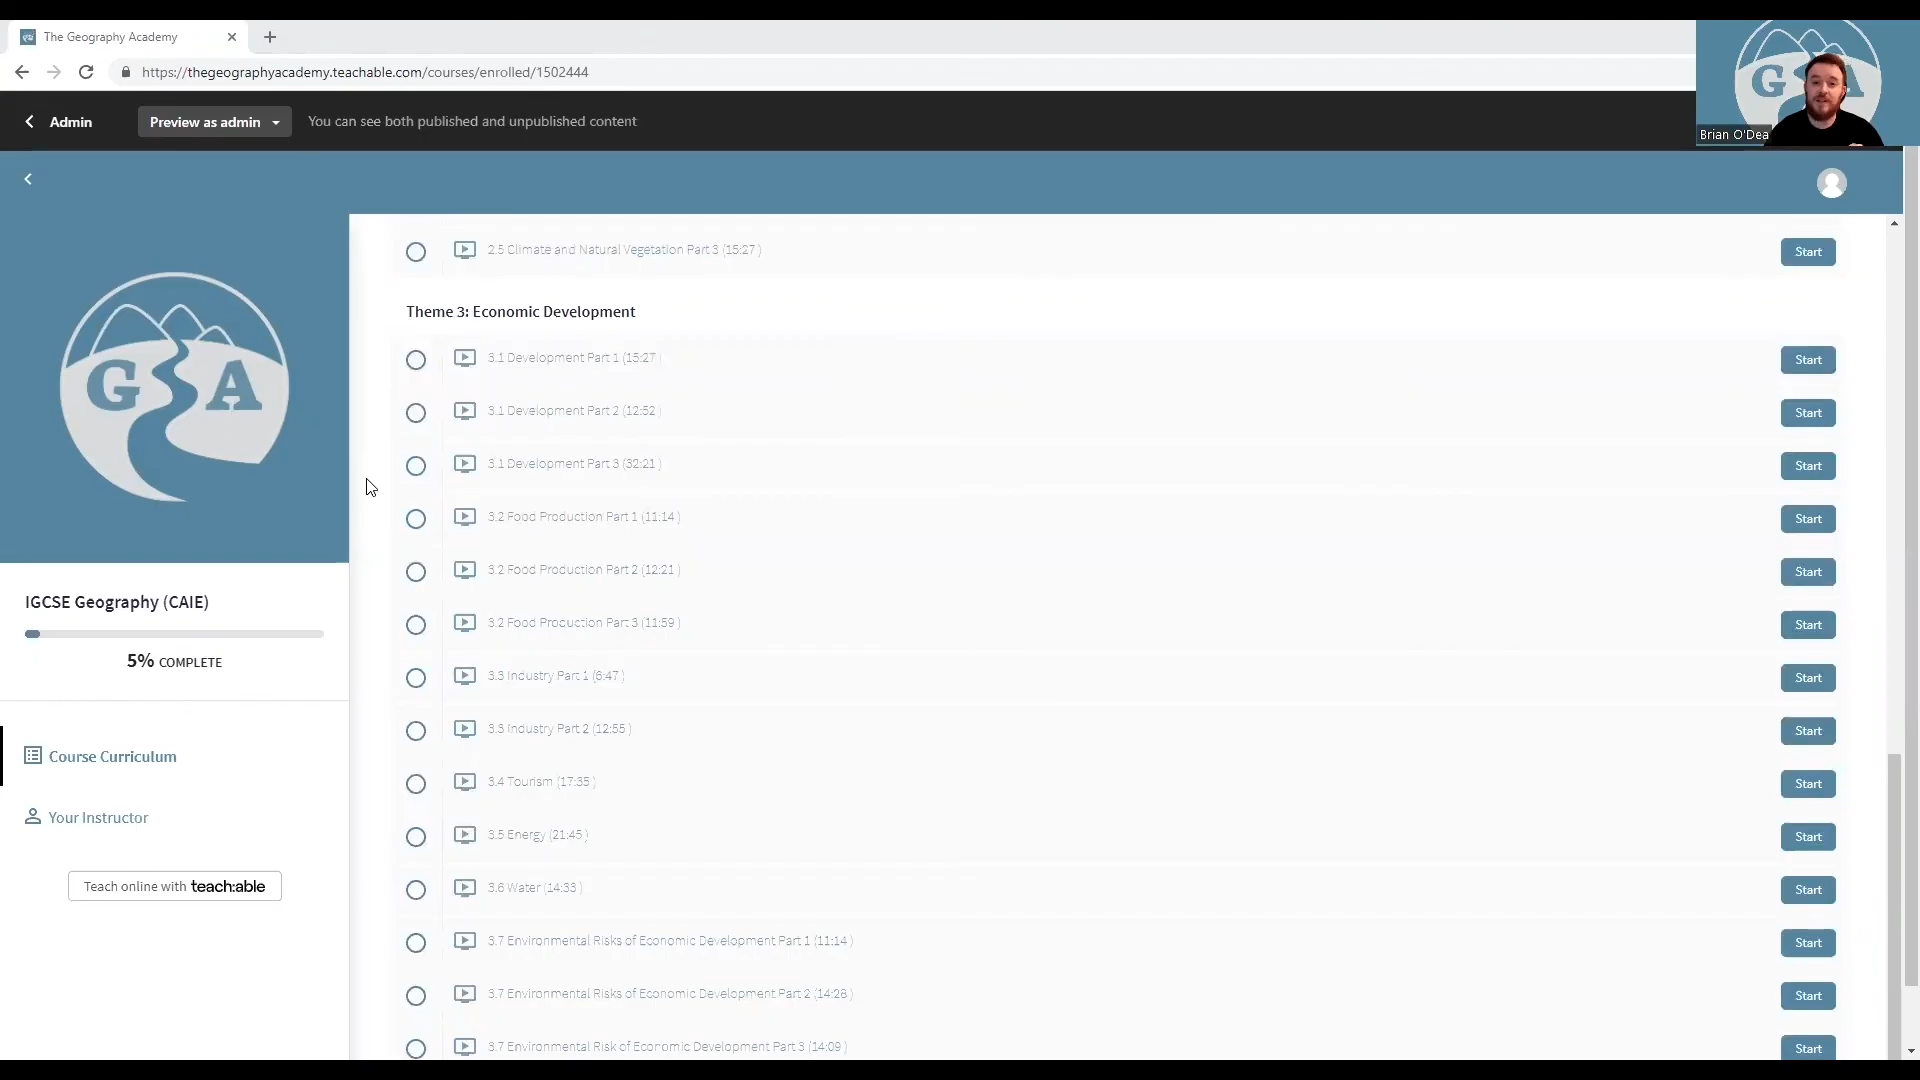 The Geography Academy
https://thegeographyacademy.teachable.com/courses/enrolled/1502444
Admin
Preview as admin
You can see both published and unpublished content
G A
Brian O'Dea
G A
IGCSE Geography (CAIE)
5% COMPLETE
Course Curriculum
Your Instructor
Teach online with teach:able
2.5 Climate and Natural Vegetation Part 3 (15:27 )
Start
Theme 3: Economic Development
3.1 Development Part 1 (15:27 )
Start
3.1 Development Part 2 (12:52 )
Start
3.1 Development Part 3 (32:21 )
Start
3.2 Food Production Part 1 (11:14 )
Start
3.2 Food Production Part 2 (12:21 )
Start
3.2 Food Production Part 3 (11:59 )
Start
3.3 Industry Part 1 (6:47 )
Start
3.3 Industry Part 2 (12:55 )
Start
3.4 Tourism (17:35 )
Start
3.5 Energy (21:45 )
Start
3.6 Water (14:33 )
Start
3.7 Environmental Risks of Economic Development Part 1 (11:14 )
Start
3.7 Environmental Risks of Economic Development Part 2 (14:28 )
Start
3.7 Environmental Risk of Economic Development Part 3 (14:09 )
Start